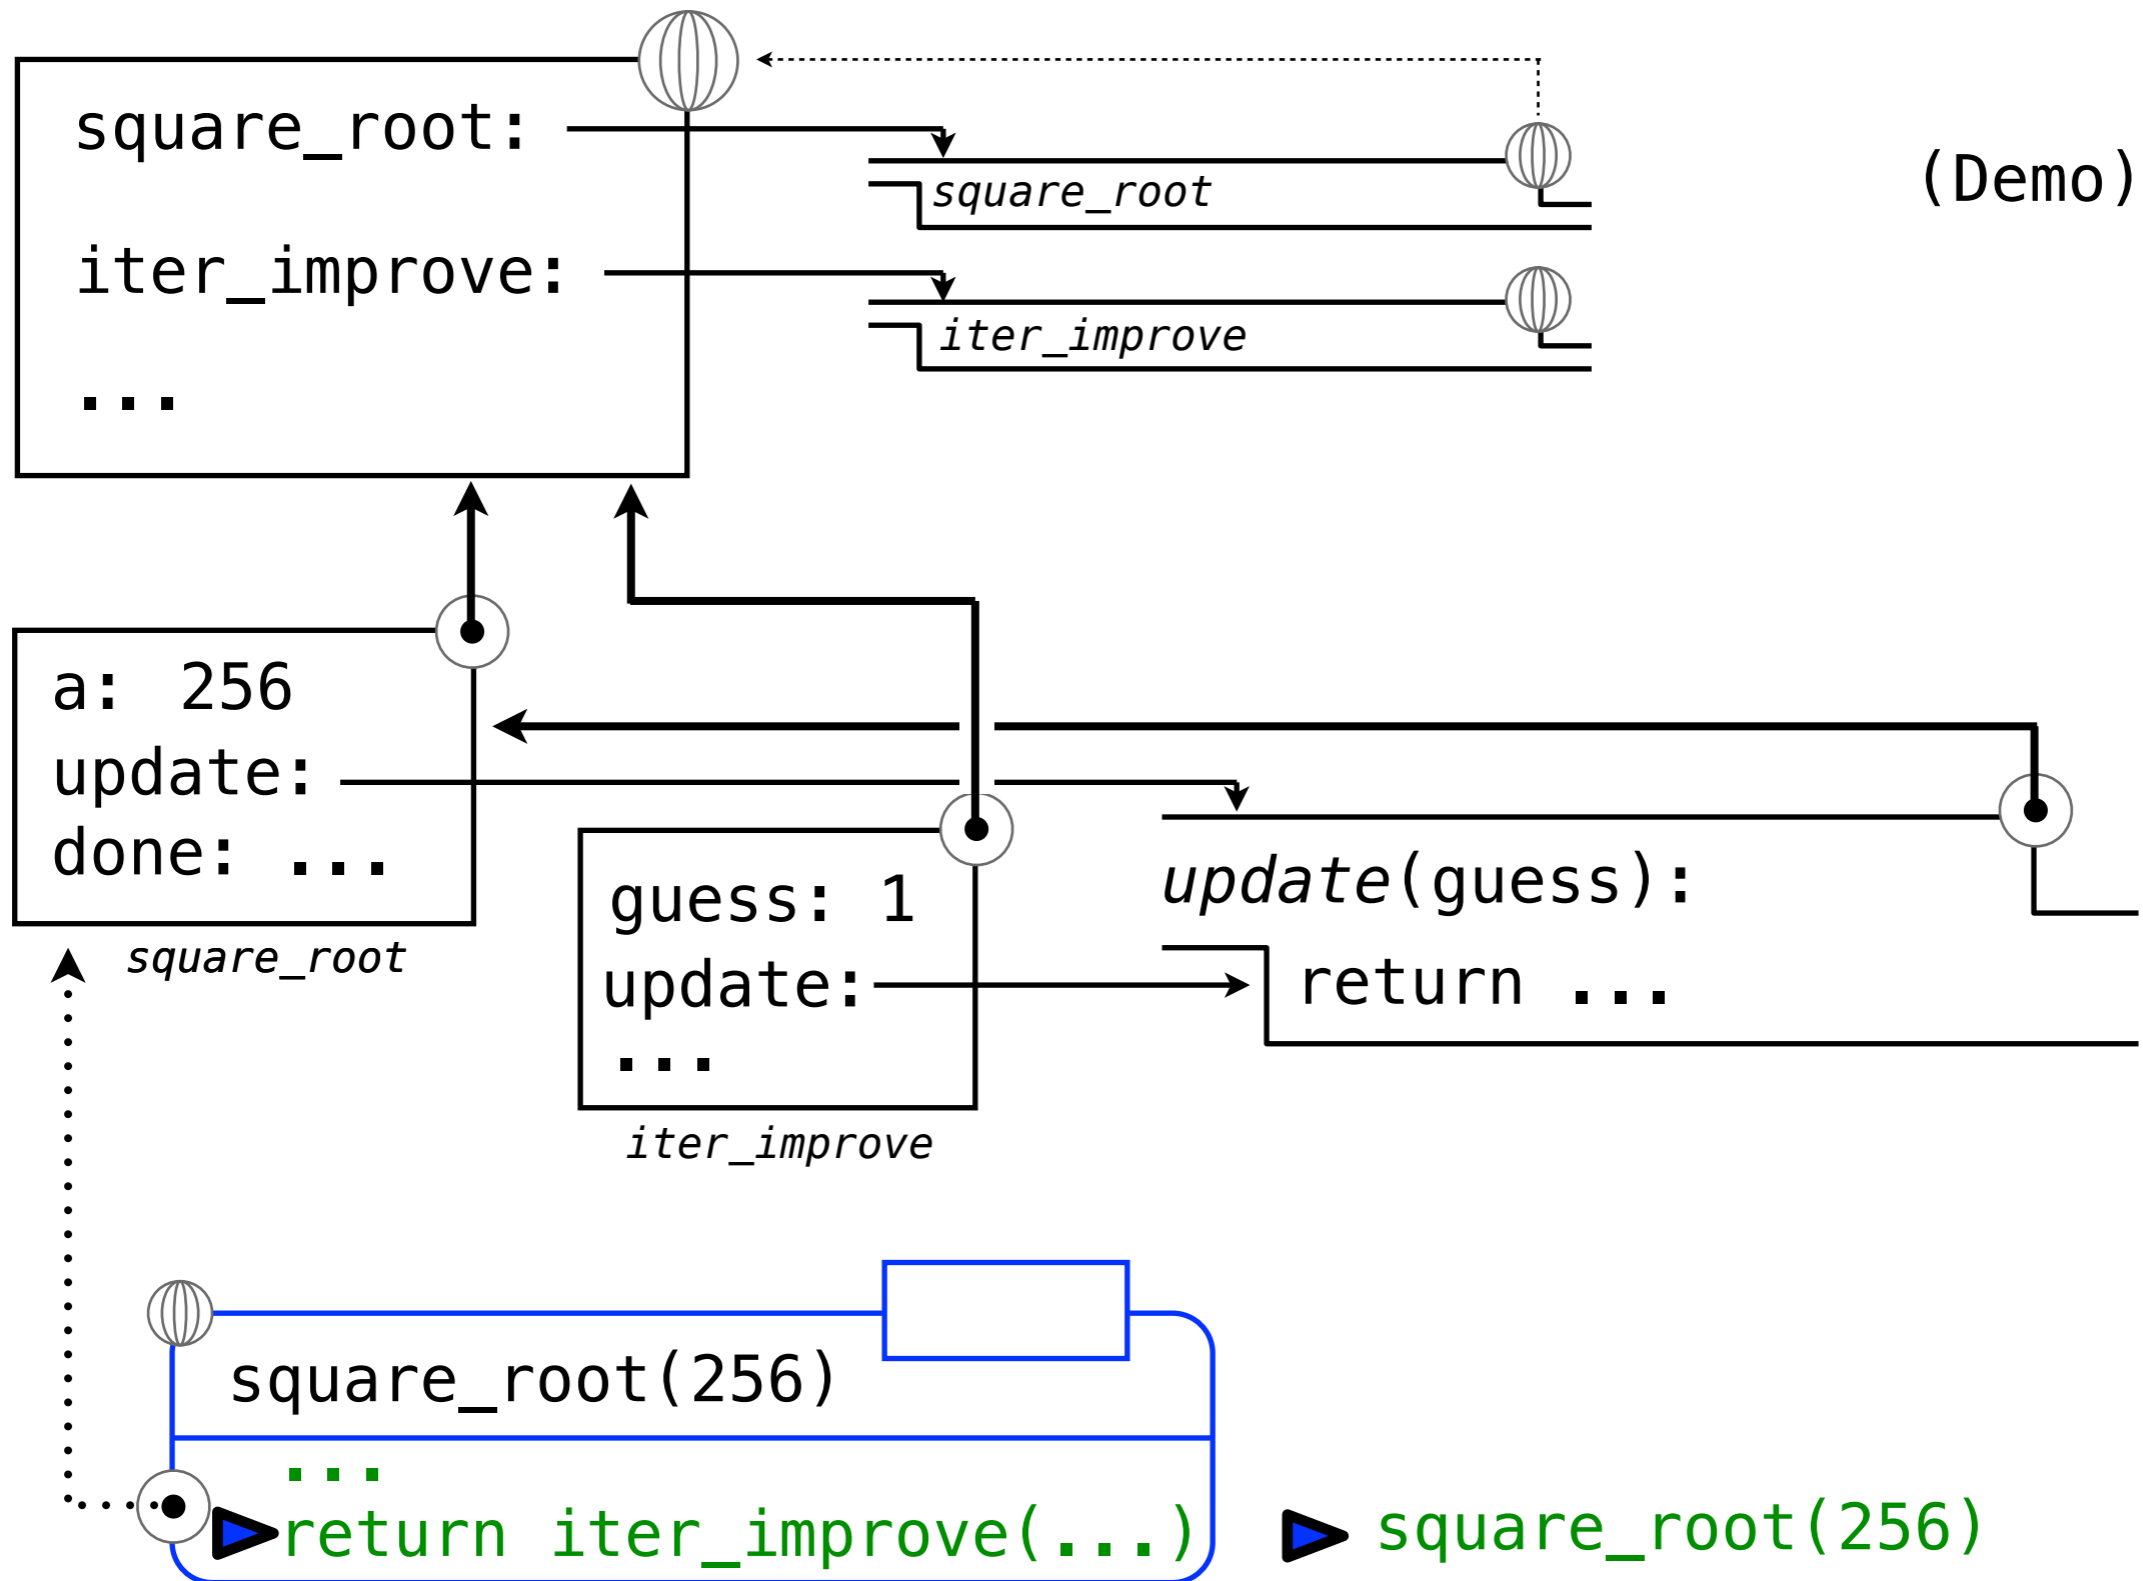 square_root:
square_root
(Demo)
iter_improve:
iter_improve
...
a: 256
update:
done: ...
square_root
guess: 1
update:
...
iter_improve
update(guess):
return ...
square_root(256)
...
return iter_improve(...)
square_root(256)